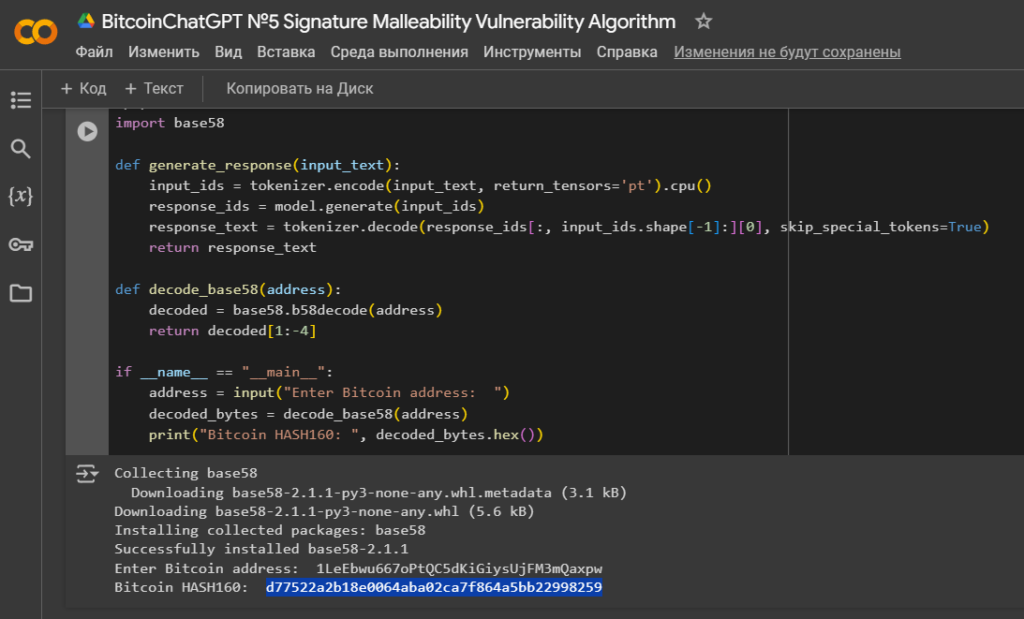 BitcoinChatGPT №5 Signature Malleability Vulnerability Algorithm
Файл Изменить Вид Вставка Среда выполнения Инструменты Справка Изменения не будут сохранены
+ Код + Текст Копировать на Диск
import base58
def generate_response(input_text):
    input_ids = tokenizer.encode(input_text, return_tensors='pt').cpu()
    response_ids = model.generate(input_ids)
    response_text = tokenizer.decode(response_ids[:, input_ids.shape[-1]:][0], skip_special_tokens=True)
    return response_text
def decode_base58(address):
    decoded = base58.b58decode(address)
    return decoded[1:-4]
if __name__ == "__main__":
    address = input("Enter Bitcoin address:  ")
    decoded_bytes = decode_base58(address)
    print("Bitcoin HASH160: ", decoded_bytes.hex())
Collecting base58
  Downloading base58-2.1.1-py3-none-any.whl.metadata (3.1 kB)
Downloading base58-2.1.1-py3-none-any.whl (5.6 kB)
Installing collected packages: base58
Successfully installed base58-2.1.1
Enter Bitcoin address:  1LeEbwu667oPtQC5dKiGiysUjFM3mQaxpw
Bitcoin HASH160:  d77522a2b18e0064aba02ca7f864a5bb22998259